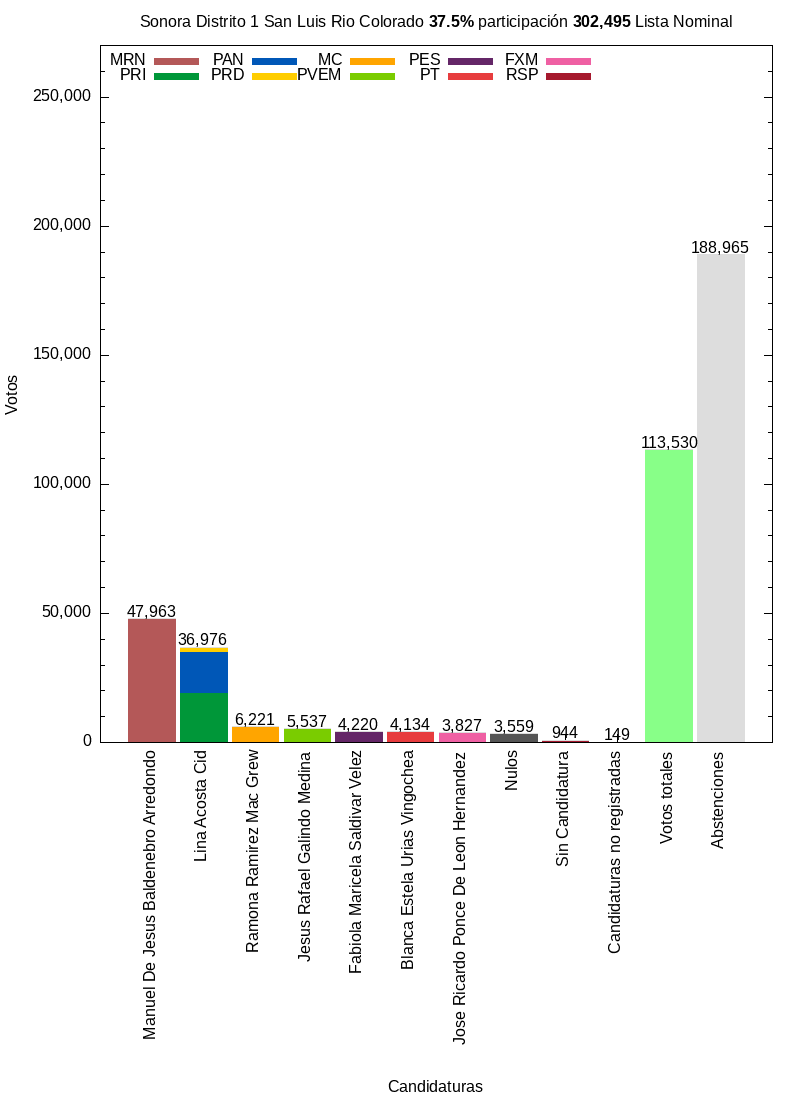 Sonora Distrito 1 San Luis Rio Colorado 37.5% participación 302,495 Lista Nominal
MRN PAN MC PES FXM
PRI PRD PVEM PT RSP
250,000
200,000
150,000
100,000
50,000
0
Votos
47,963
36,976
6,221
5,537
4,220
4,134
3,827
3,559
944
149
113,530
188,965
Manuel De Jesus Baldenebro Arredondo
Lina Acosta Cid
Ramona Ramirez Mac Grew
Jesus Rafael Galindo Medina
Fabiola Maricela Saldivar Velez
Blanca Estela Urias Vingochea
Jose Ricardo Ponce De Leon Hernandez
Nulos
Sin Candidatura
Candidaturas no registradas
Votos totales
Abstenciones
Candidaturas